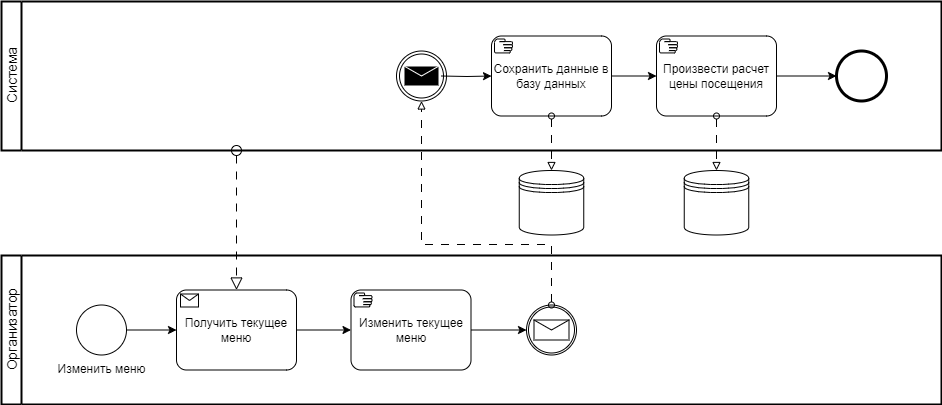 Система
Сохранить данные в
базу данных
Произвести расчет
цены посещения
Организатор
Изменить меню
Получить текущее
меню
Изменить текущее
меню